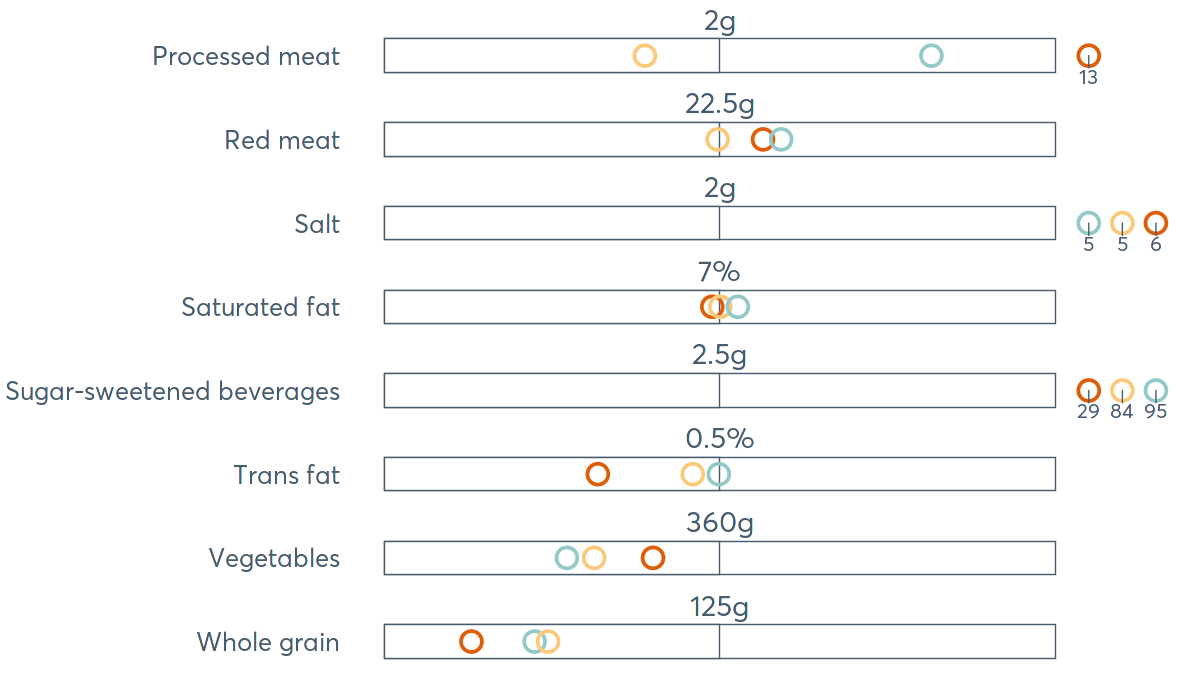 2g
Processed meat
13
22.5g
Red meat
2g
Salt
5 5 6
7%
Saturated fat
2.5g
Sugar-sweetened beverages
29 84 95
0.5%
Trans fat
360g
Vegetables
125g
Whole grain